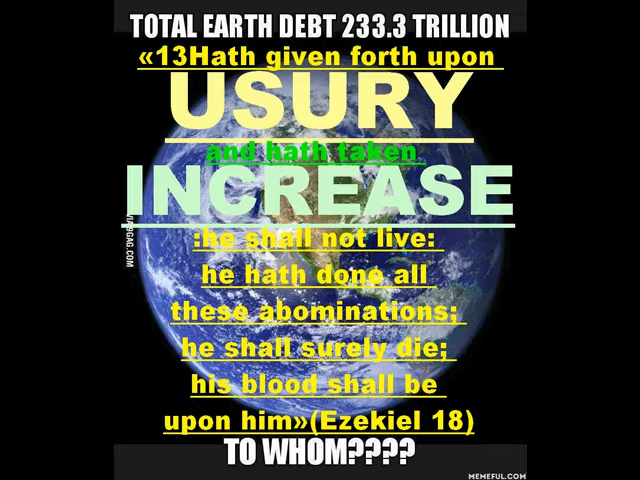 TOTAL EARTH DEBT 233.3 TRILLION
«13Hath given forth upon
USURY
and hath taken
INCREASE
:he shall not live:
he hath done all
these abominations;
he shall surely die;
his blood shall be
upon him»(Ezekiel 18)
TO WHOM????
VIA9GAG.COM
MEMEFUL.COM